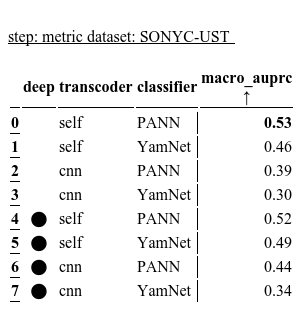 step: metric dataset: SONYC-UST
deep transcoder classifier macro_auprc ↑
0 self PANN 0.53
1 self YamNet 0.46
2 cnn PANN 0.39
3 cnn YamNet 0.30
4 ● self PANN 0.52
5 ● self YamNet 0.49
6 ● cnn PANN 0.44
7 ● cnn YamNet 0.34